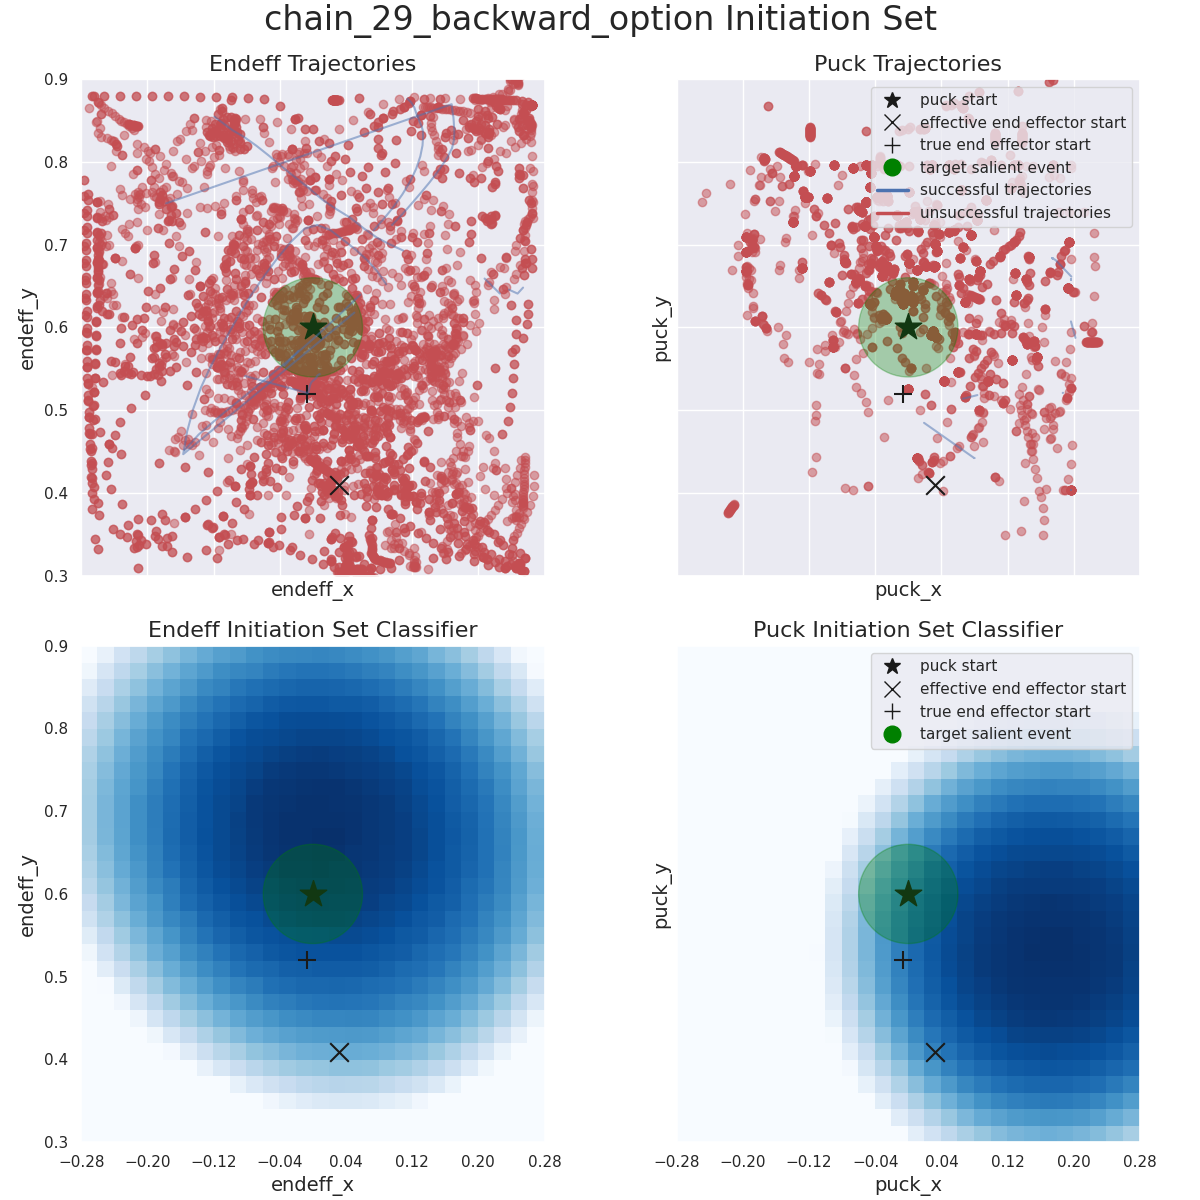 chain_29_backward_option Initiation Set
Endeff Trajectories
0.9
0.8
0.7
0.6
0.5
0.4
0.3
endeff_y
endeff_x
Puck Trajectories
puck start
effective end effector start
true end effector start
target salient event
successful trajectories
unsuccessful trajectories
puck_y
puck_x
Endeff Initiation Set Classifier
0.9
0.8
0.7
0.6
0.5
0.4
0.3
endeff_y
−0.28 −0.20 −0.12 −0.04 0.04 0.12 0.20 0.28
endeff_x
Puck Initiation Set Classifier
puck start
effective end effector start
true end effector start
target salient event
puck_y
−0.28 −0.20 −0.12 −0.04 0.04 0.12 0.20 0.28
puck_x